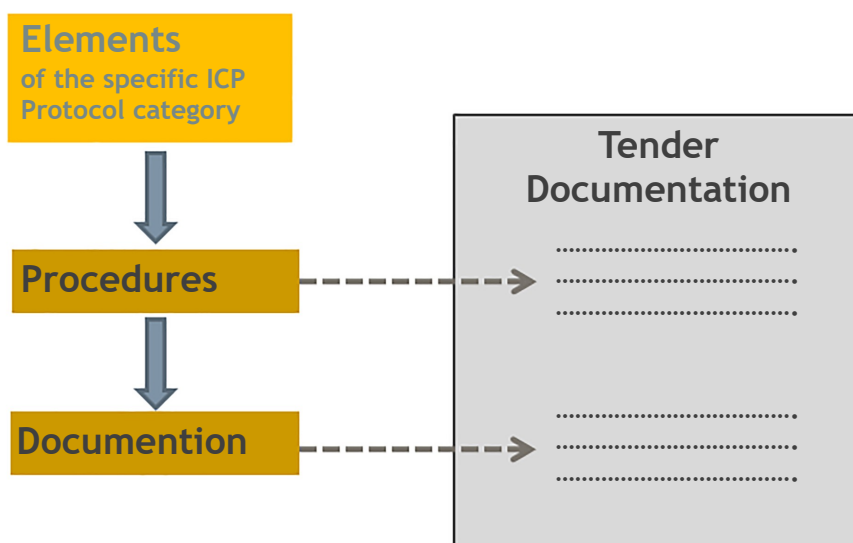 Elements
of the specific ICP
Protocol category
Tender
Documentation
Procedures
Documention